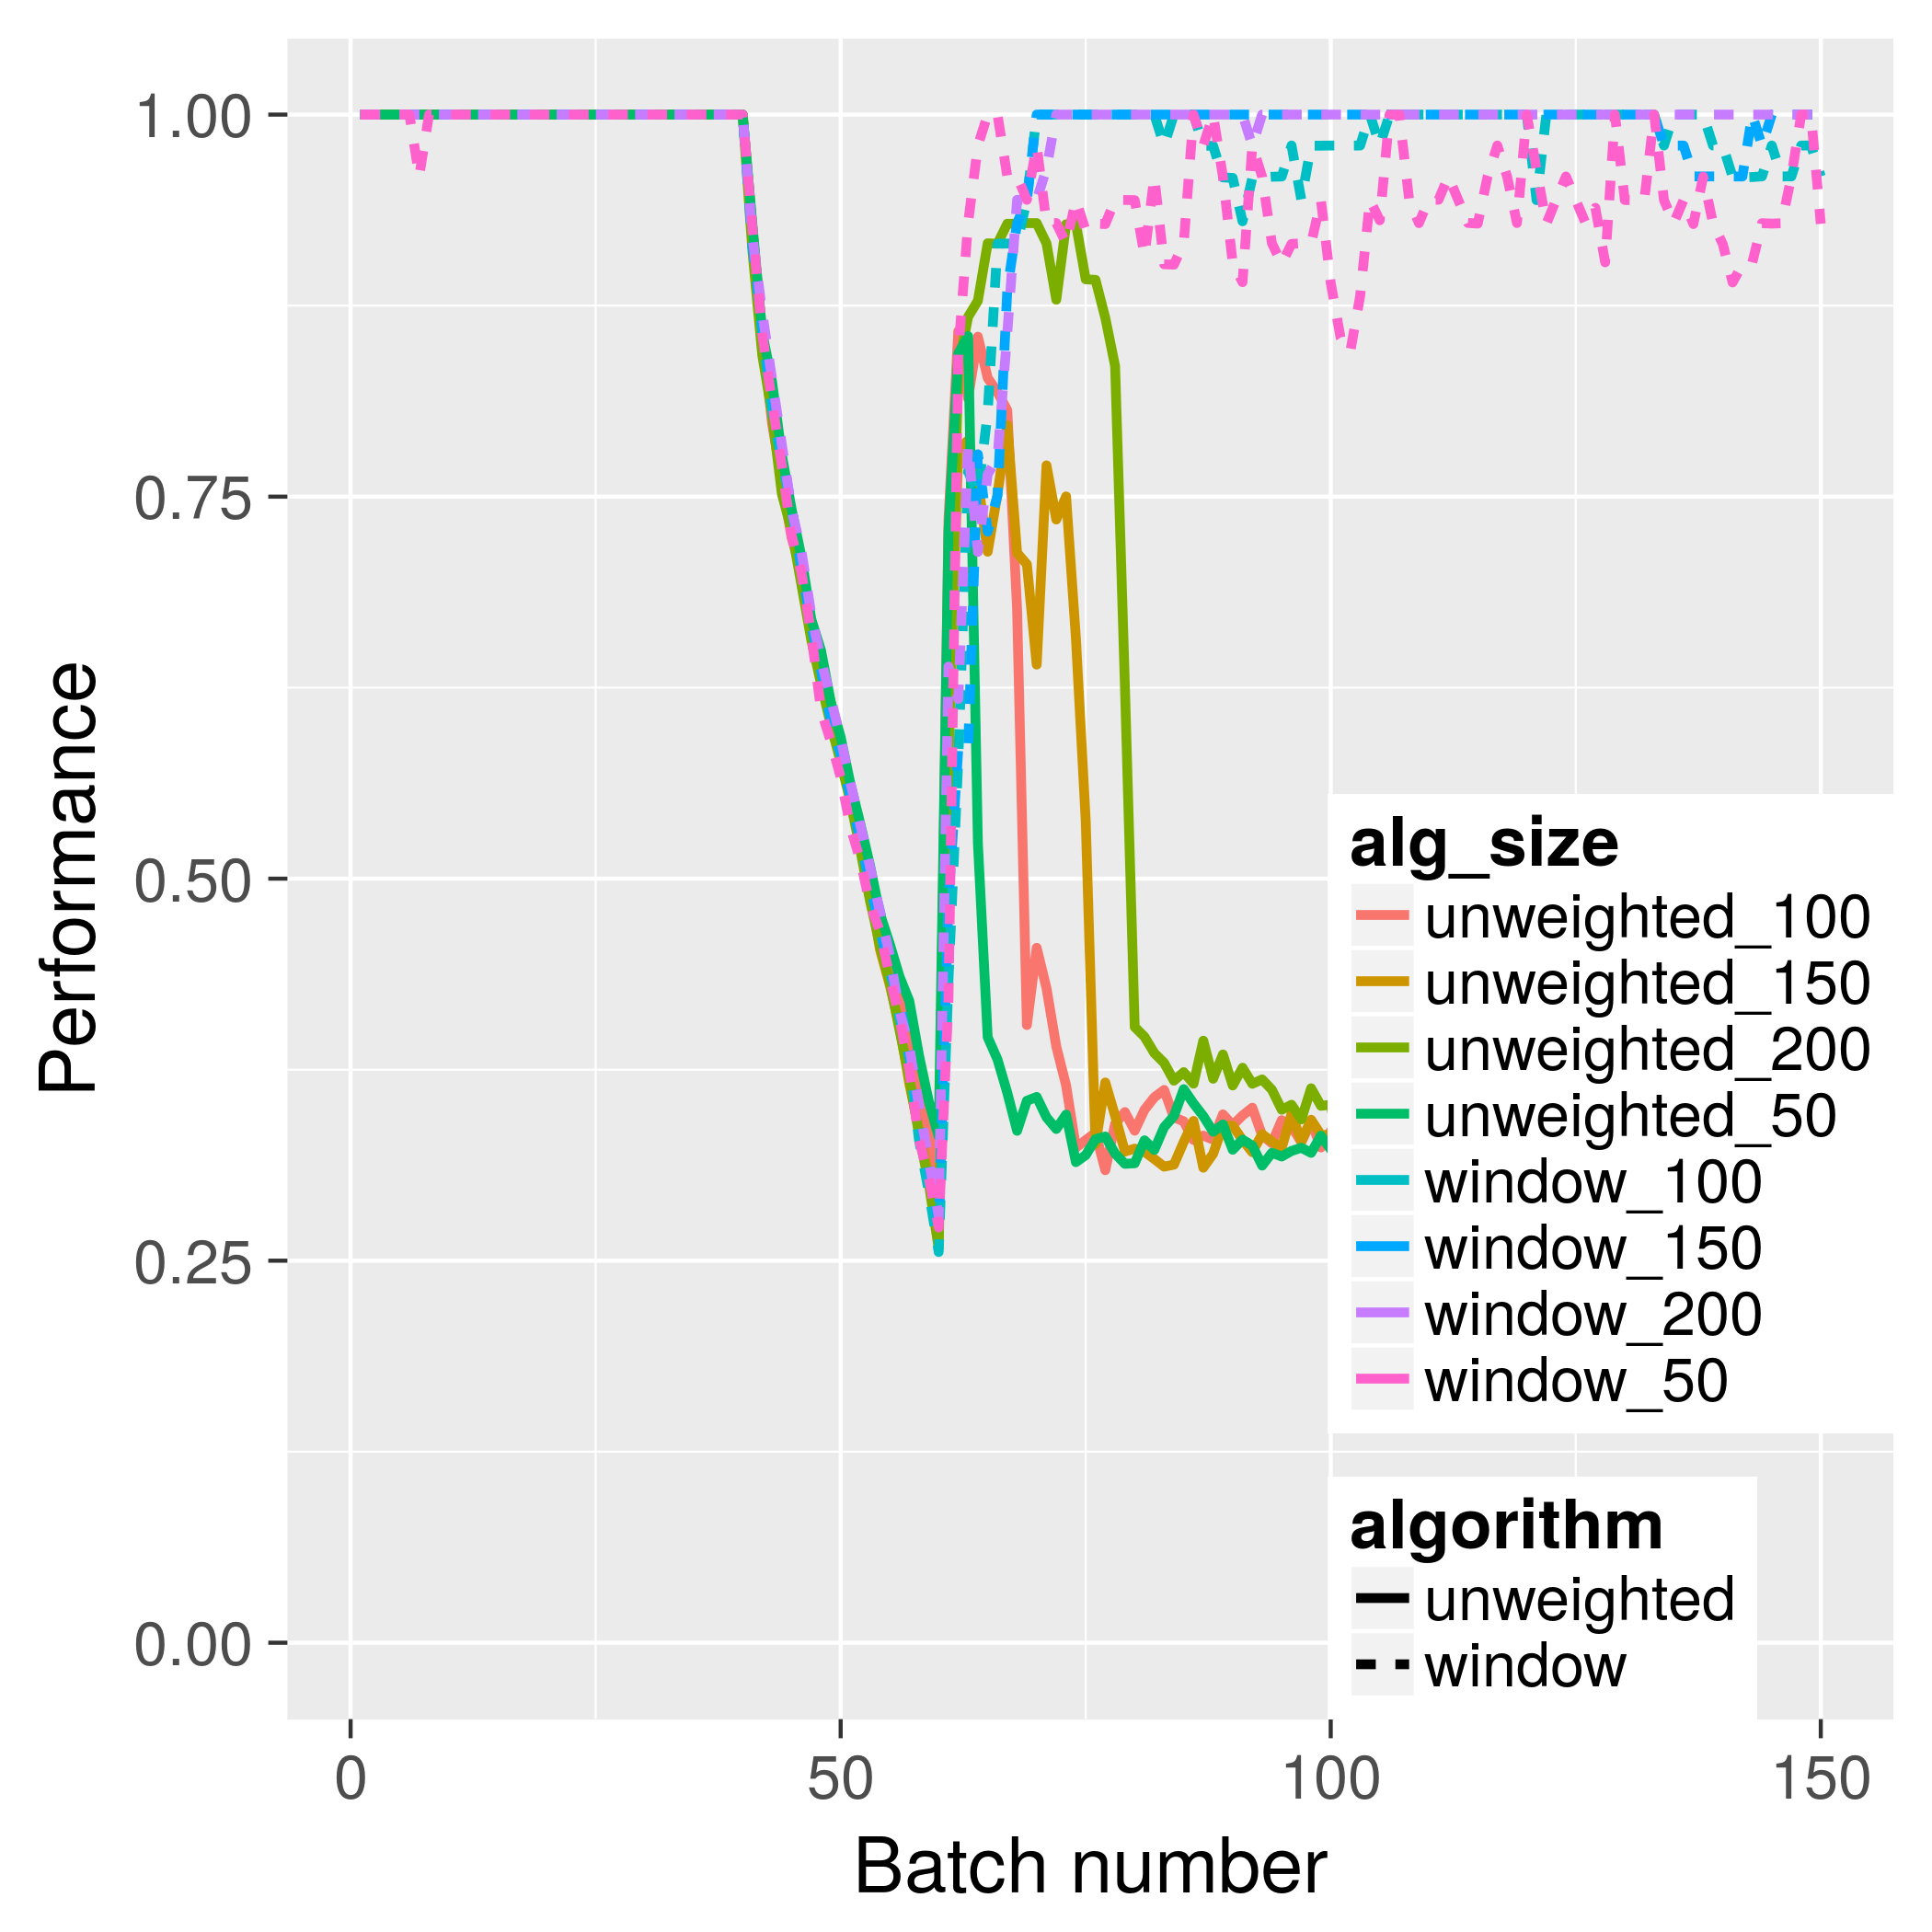 1.00
0.75
0.50
0.25
0.00
Performance
0
50
100
150
Batch number
alg_size
unweighted_100
unweighted_150
unweighted_200
unweighted_50
window_100
window_150
window_200
window_50
algorithm
unweighted
window